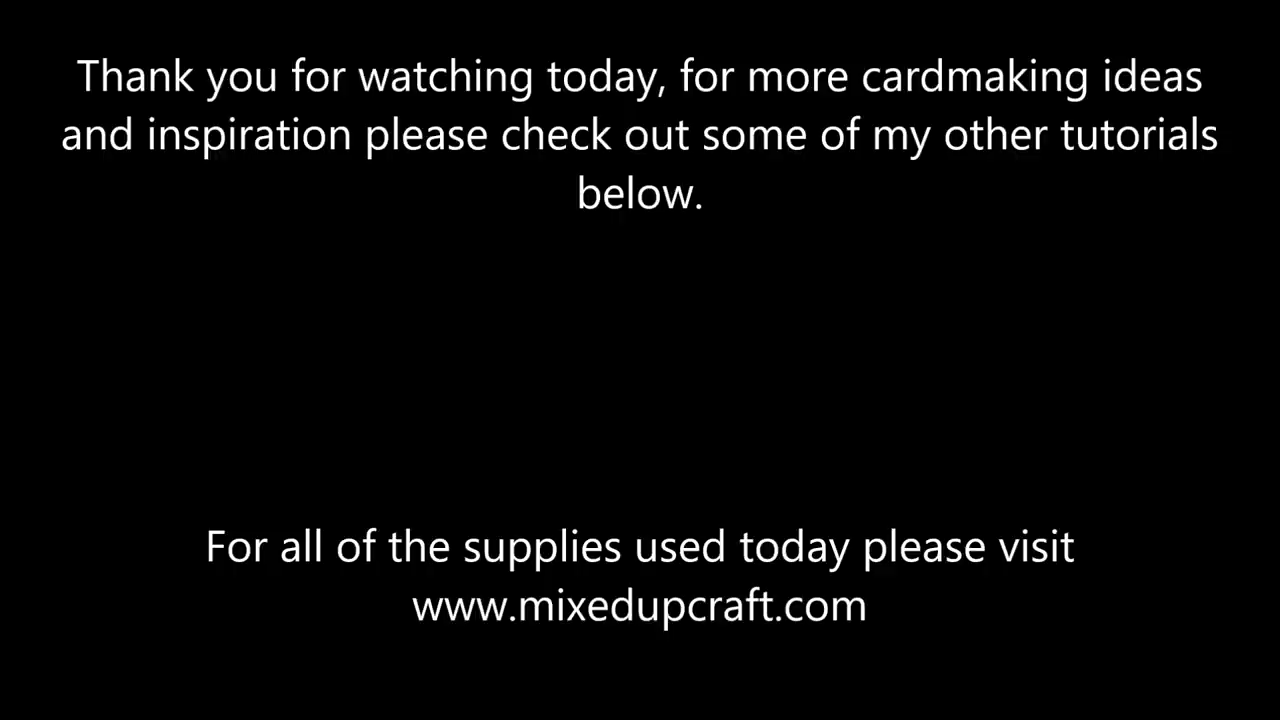 Thank you for watching today, for more cardmaking ideas
and inspiration please check out some of my other tutorials
below.
For all of the supplies used today please visit
www.mixedupcraft.com